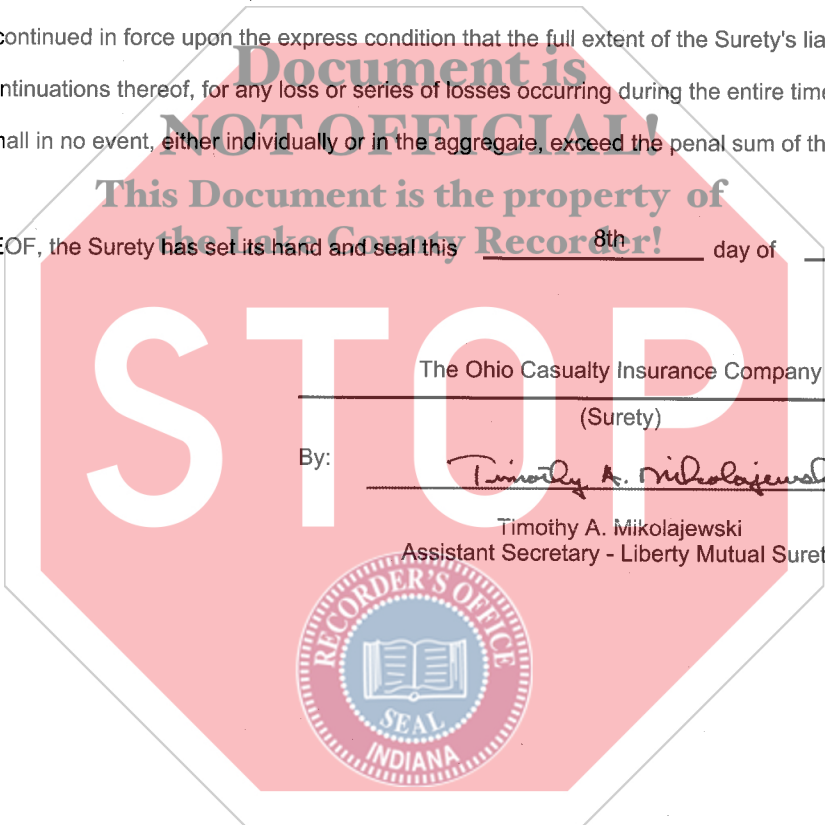 continued in force upon the express condition that the full extent of the Surety's lia
Document is
ntinuations thereof, for any loss or series of losses occurring during the entire time
NOT OFFICIAL!
hall in no event, either individually or in the aggregate, exceed the penal sum of th
This Document is the property of
the Lake County Recorder!
EOF, the Surety has set its hand and seal this 8th day of
STOP
The Ohio Casualty Insurance Company
(Surety)
By: Timothy A. Mikolajewsk
Timothy A. Mikolajewski
Assistant Secretary - Liberty Mutual Suret
RECORDER'S OFFICE
SEAL
INDIANA